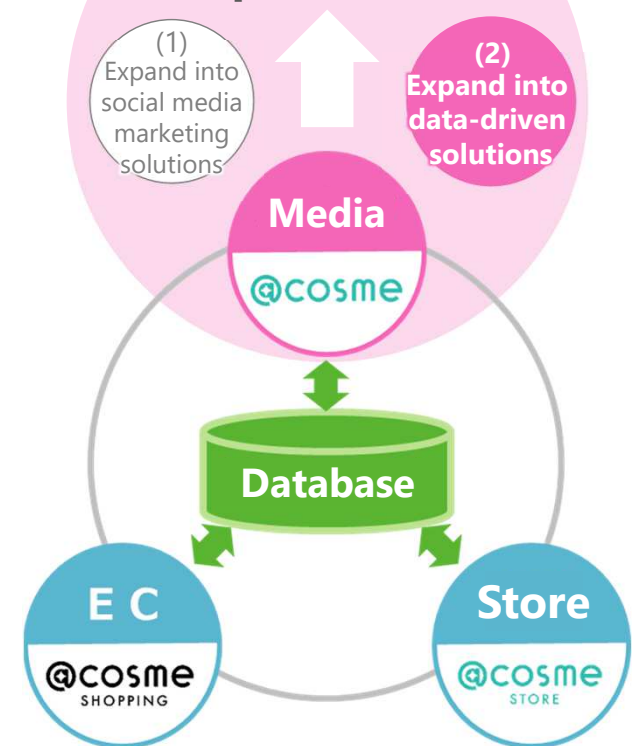 (1)
Expand into
social media
marketing
solutions
(2)
Expand into
data-driven
solutions
Media
@cosme
Database
E C
@cosme
SHOPPING
Store
@cosme
STORE